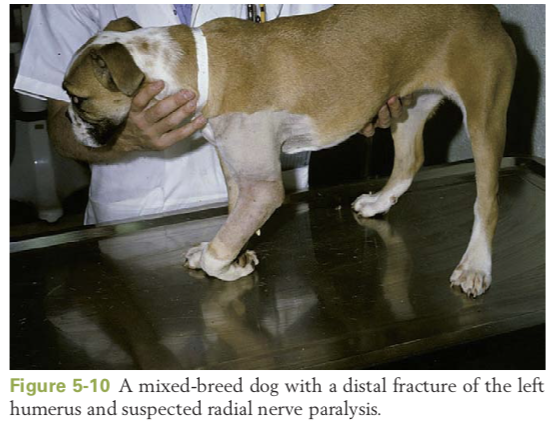 Figure 5-10 A mixed-breed dog with a distal fracture of the left
humerus and suspected radial nerve paralysis.